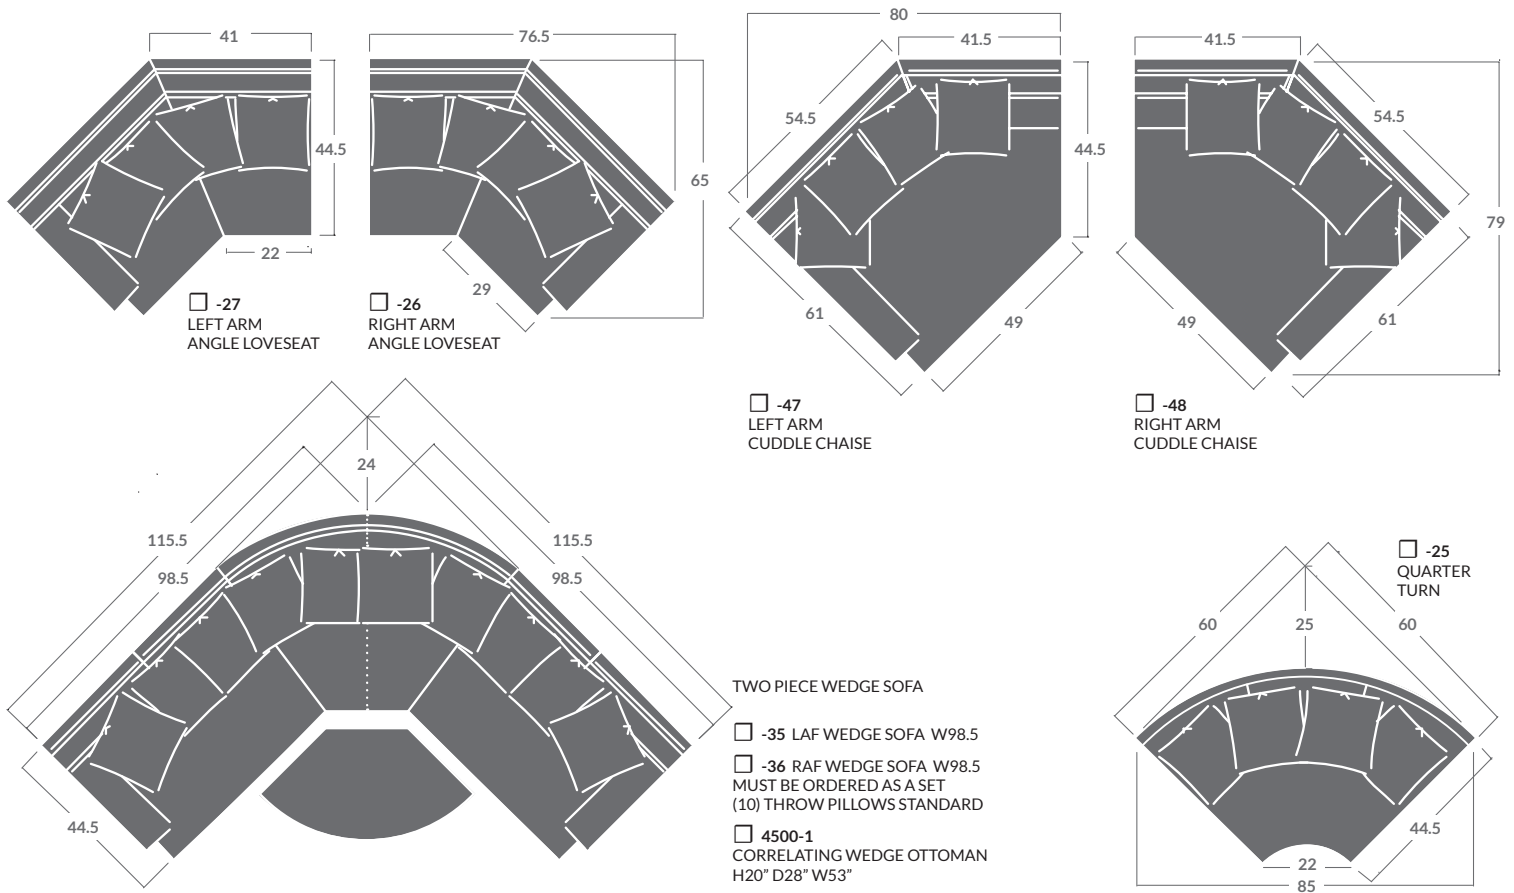 41
76.5
80
41.5
41.5
54.5
54.5
44.5
44.5
65
79
22
29
61
49
49
61
-27
LEFT ARM
ANGLE LOVESEAT
-26
RIGHT ARM
ANGLE LOVESEAT
-47
LEFT ARM
CUDDLE CHAISE
-48
RIGHT ARM
CUDDLE CHAISE
24
115.5
115.5
98.5
98.5
44.5
TWO PIECE WEDGE SOFA
-35 LAF WEDGE SOFA W98.5
-36 RAF WEDGE SOFA W98.5
MUST BE ORDERED AS A SET
(10) THROW PILLOWS STANDARD
4500-1
CORRELATING WEDGE OTTOMAN
H20” D28” W53”
-25
QUARTER
TURN
60
25
60
44.5
22
85